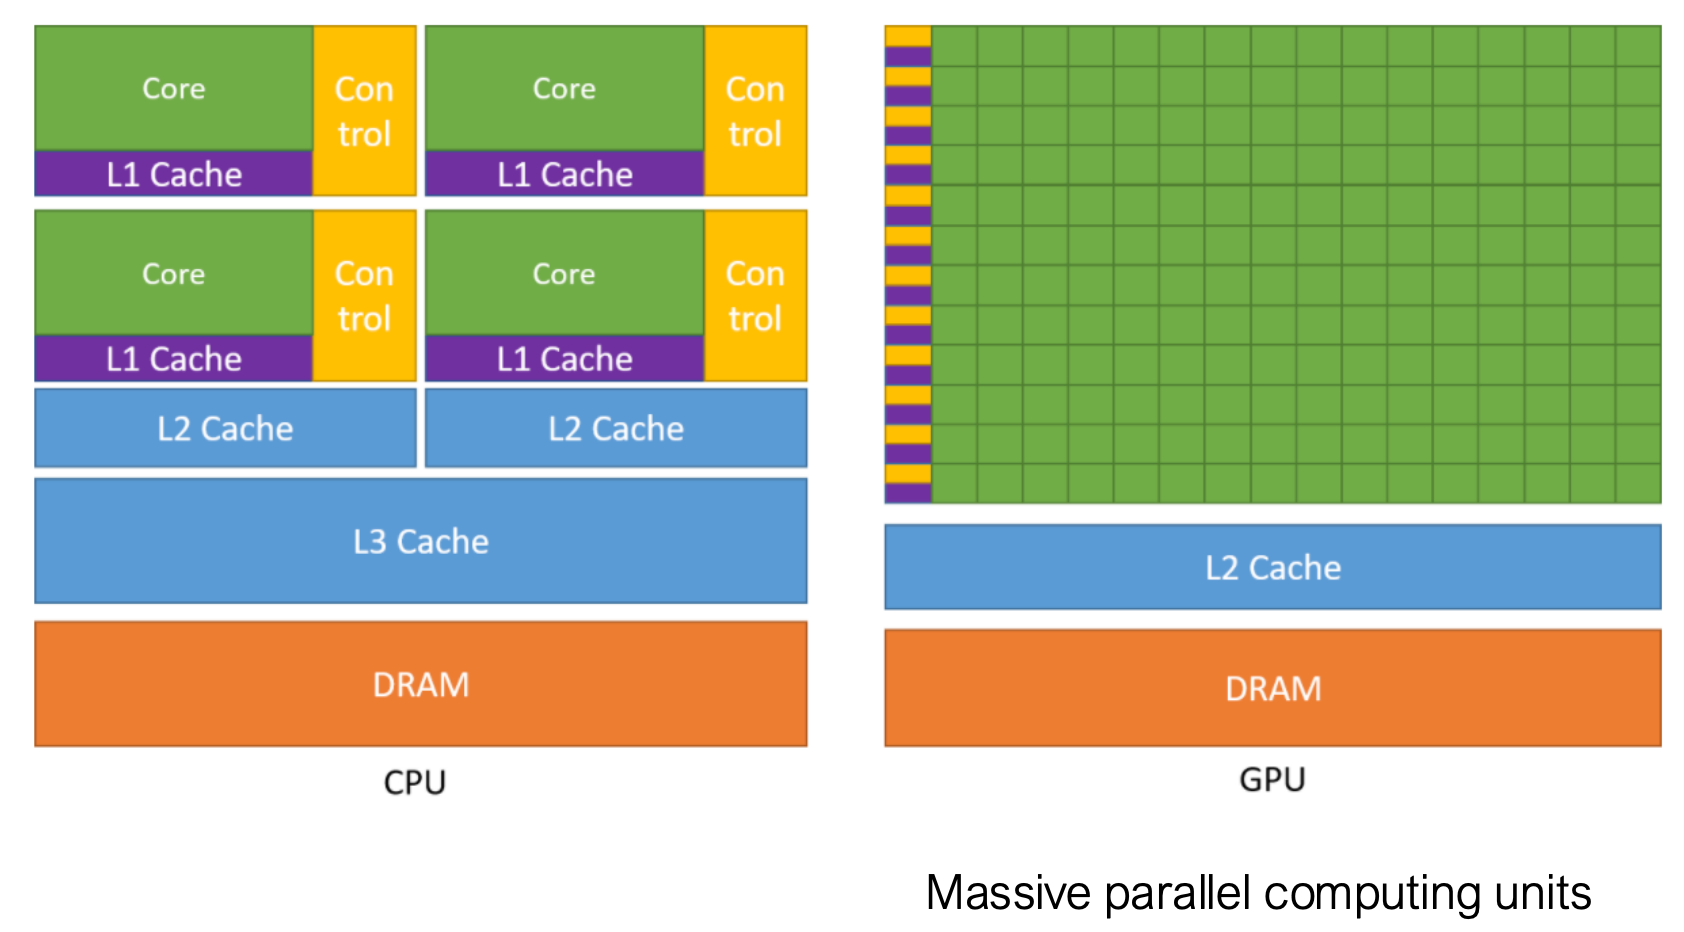 Core
Con
trol
L1 Cache
Core
Con
trol
L1 Cache
Core
Con
trol
L1 Cache
Core
Con
trol
L1 Cache
L2 Cache
L2 Cache
L3 Cache
DRAM
CPU
L2 Cache
DRAM
GPU
Massive parallel computing units